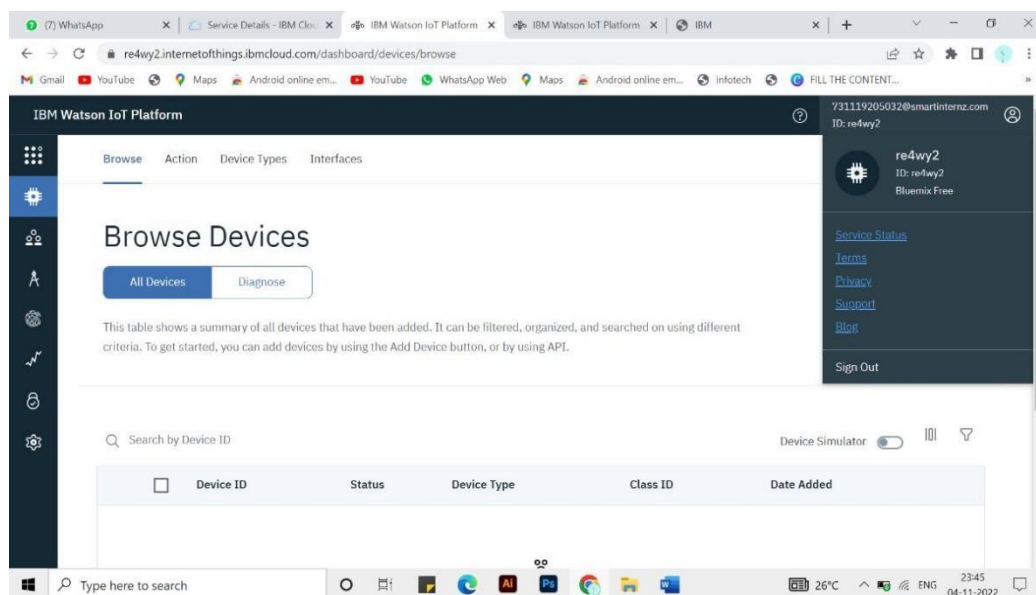 (7) WhatsApp
Service Details - IBM Clou
IBM Watson IoT Platform
IBM Watson IoT Platform
IBM
re4wy2.internetofthings.ibmcloud.com/dashboard/devices/browse
Gmail YouTube Maps Android online em... YouTube WhatsApp Web Maps Android online em... infotech FILL THE CONTENT... »
IBM Watson IoT Platform
731119205032@smartinternz.com
ID: re4wy2
Browse Action Device Types Interfaces
re4wy2
ID: re4wy2
Bluemix Free
Service Status
Terms
Privacy
Support
Blog
Sign Out
Browse Devices
All Devices Diagnose
This table shows a summary of all devices that have been added. It can be filtered, organized, and searched on using different
criteria. To get started, you can add devices by using the Add Device button, or by using API.
Search by Device ID
Device Simulator
Device ID Status Device Type Class ID Date Added
Type here to search
Ai Ps
26°C ENG
23:45
04-11-2022